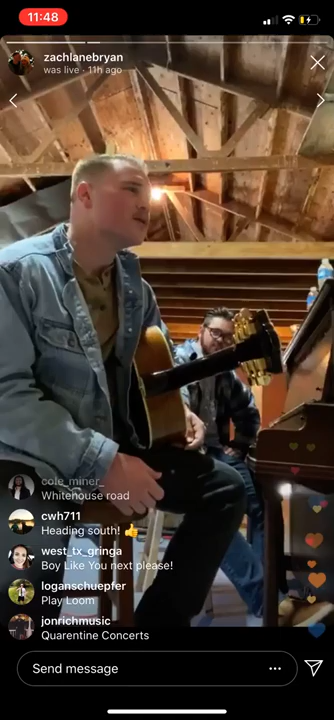 11:48
zachlanebryan
was live · 11h ago
cole_miner_
Whitenouse road
cwh711
Heading south! 👍
west_tx_gringa
Boy Like You next please!
loganschuepfer
Play Loom
jonrichmusic
Quarentine Concerts
Send message